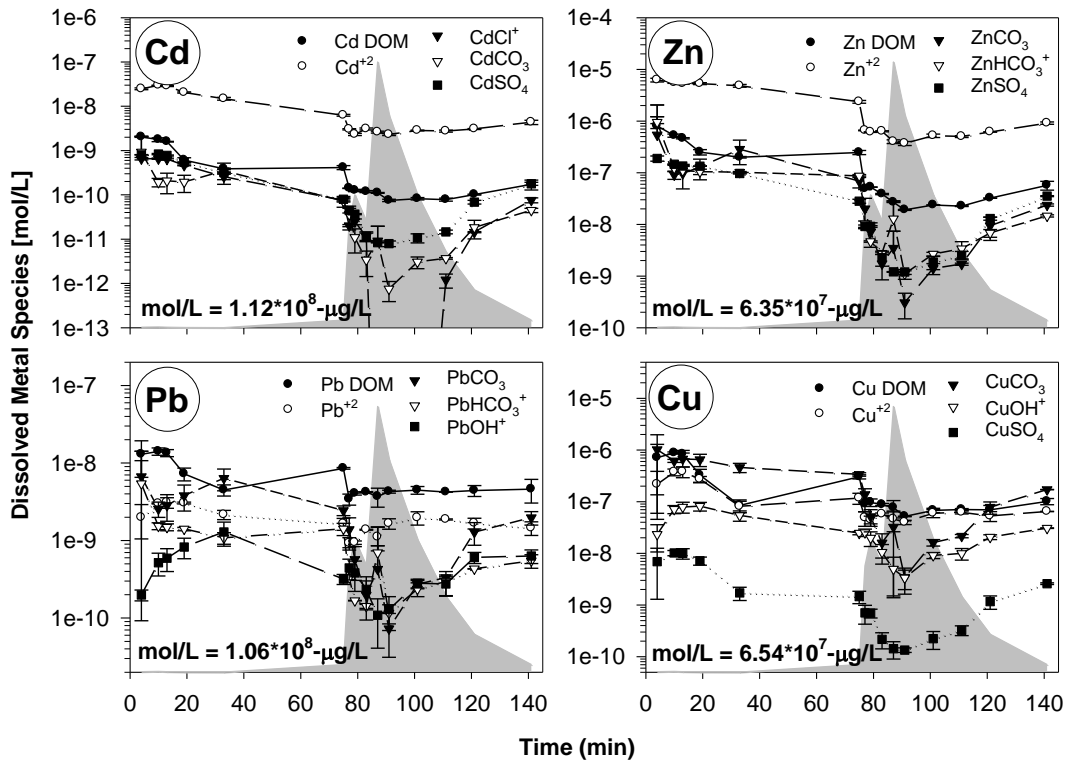 Dissolved Metal Species [mol/L]
Cd
Cd DOM
Cd+2
CdCl+
CdCO3
CdSO4
1e-6
1e-7
1e-8
1e-9
1e-10
1e-11
1e-12
1e-13
mol/L = 1.12*10^8-µg/L
Zn
Zn DOM
Zn+2
ZnCO3
ZnHCO3+
ZnSO4
1e-4
1e-5
1e-6
1e-7
1e-8
1e-9
1e-10
mol/L = 6.35*10^7-µg/L
Pb
Pb DOM
Pb+2
PbCO3
PbHCO3+
PbOH+
1e-7
1e-8
1e-9
1e-10
mol/L = 1.06*10^8-µg/L
0 20 40 60 80 100 120 140
Cu
Cu DOM
Cu+2
CuCO3
CuOH+
CuSO4
1e-5
1e-6
1e-7
1e-8
1e-9
1e-10
mol/L = 6.54*10^7-µg/L
0 20 40 60 80 100 120 140
Time (min)